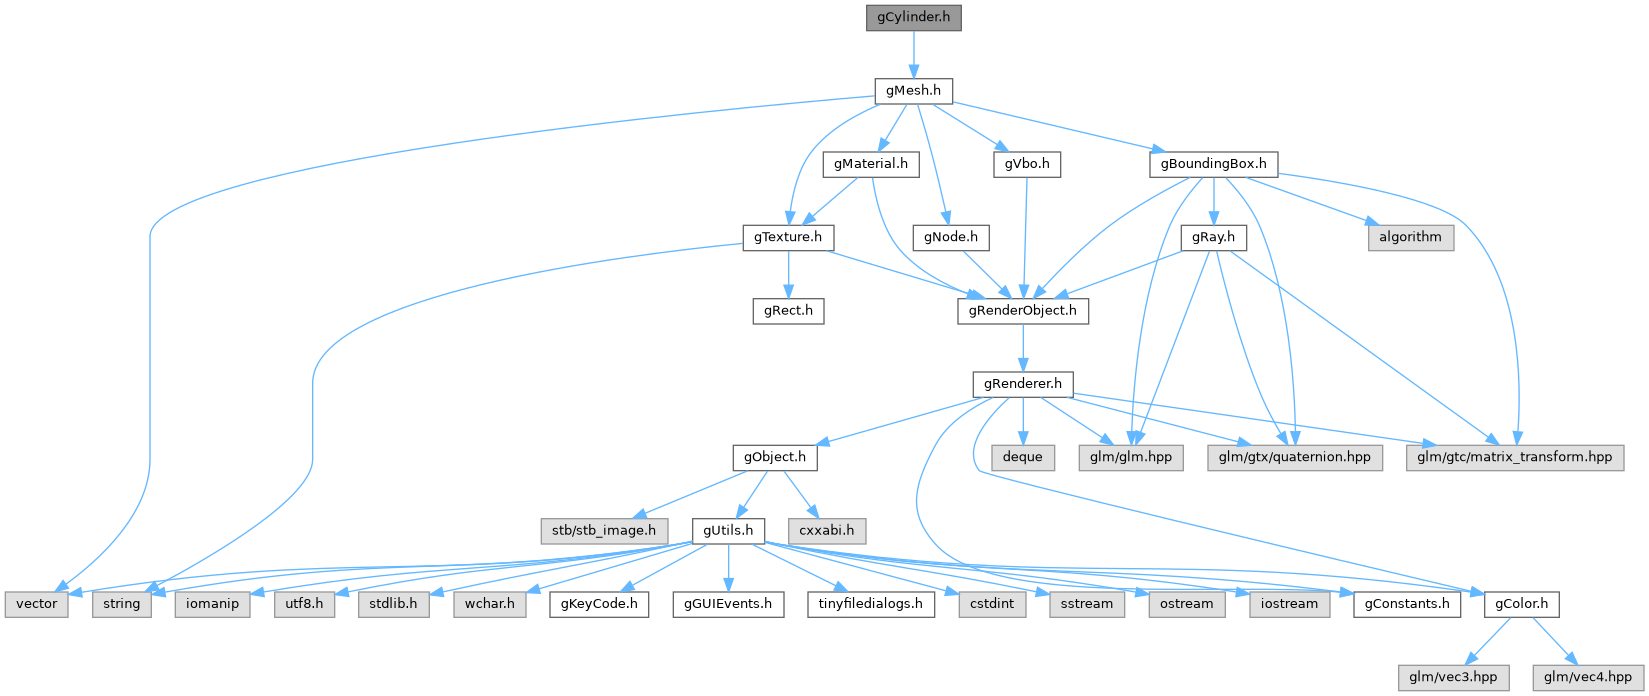 gCylinder.h
gMesh.h
gMaterial.h
gVbo.h
gBoundingBox.h
gTexture.h
gNode.h
gRay.h
algorithm
gRect.h
gRenderObject.h
gRenderer.h
gObject.h
deque
glm/glm.hpp
glm/gtx/quaternion.hpp
glm/gtc/matrix_transform.hpp
stb/stb_image.h
gUtils.h
cxxabi.h
vector
string
iomanip
utf8.h
stdlib.h
wchar.h
gKeyCode.h
gGUIEvents.h
tinyfiledialogs.h
cstdint
sstream
ostream
iostream
gConstants.h
gColor.h
glm/vec3.hpp
glm/vec4.hpp